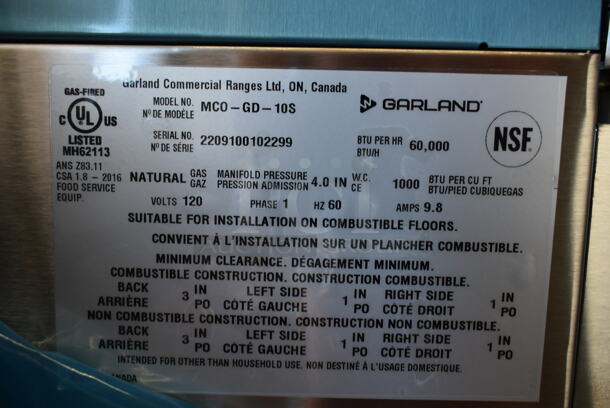 Garland Commercial Ranges Ltd, ON, Canada
GAS-FIRED
C UL US
LISTED
MH62113
ANS Z83.11
CSA 1.8 – 2016
FOOD SERVICE
EQUIP.
MODEL NO. MCO – GD – 10S
Nº DE MODÈLE
GARLAND
SERIAL NO. 2209100102299
Nº DE SÉRIE
BTU PER HR 60,000
BTU/H
NSF
NATURAL GAS MANIFOLD PRESSURE 4.0 IN W.C. 1000 BTU PER CU FT
GAZ PRESSION ADMISSION CE BTU/PIED CUBIQUEGAS
VOLTS 120 PHASE 1 HZ 60 AMPS 9.8
SUITABLE FOR INSTALLATION ON COMBUSTIBLE FLOORS.
CONVIENT À L'INSTALLATION SUR UN PLANCHER COMBUSTIBLE.
MINIMUM CLEARANCE. DÉGAGEMENT MINIMUM.
COMBUSTIBLE CONSTRUCTION. CONSTRUCTION COMBUSTIBLE.
BACK 3 IN LEFT SIDE 1 IN RIGHT SIDE 1 IN
ARRIÈRE PO CÔTÉ GAUCHE PO CÔTÉ DROIT PO
NON COMBUSTIBLE CONSTRUCTION. CONSTRUCTION NON COMBUSTIBLE.
BACK 3 IN LEFT SIDE 1 IN RIGHT SIDE 1 IN
ARRIÈRE PO CÔTÉ GAUCHE PO CÔTÉ DROIT PO
INTENDED FOR OTHER THAN HOUSEHOLD USE. NON DESTINÉ À L'USAGE DOMESTIQUE.
ANADA